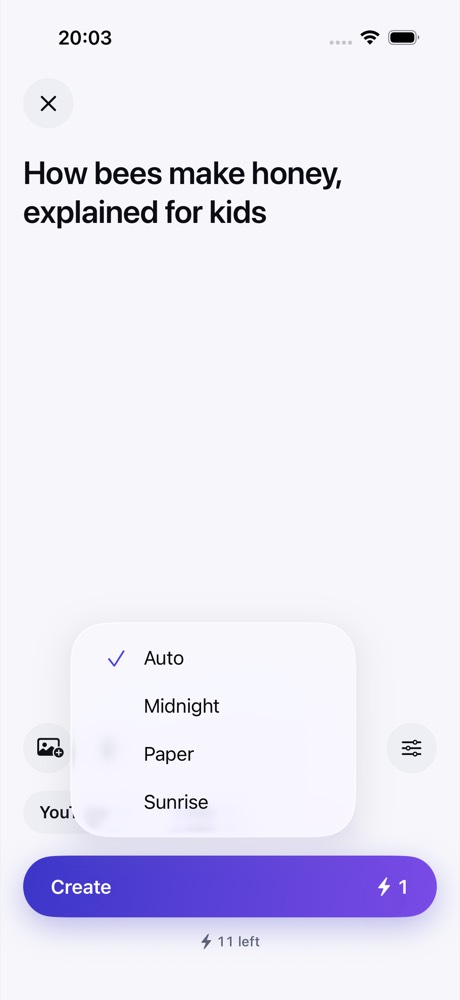 20:03
How bees make honey,
explained for kids
Auto
Midnight
Paper
Sunrise
Create
1
11 left